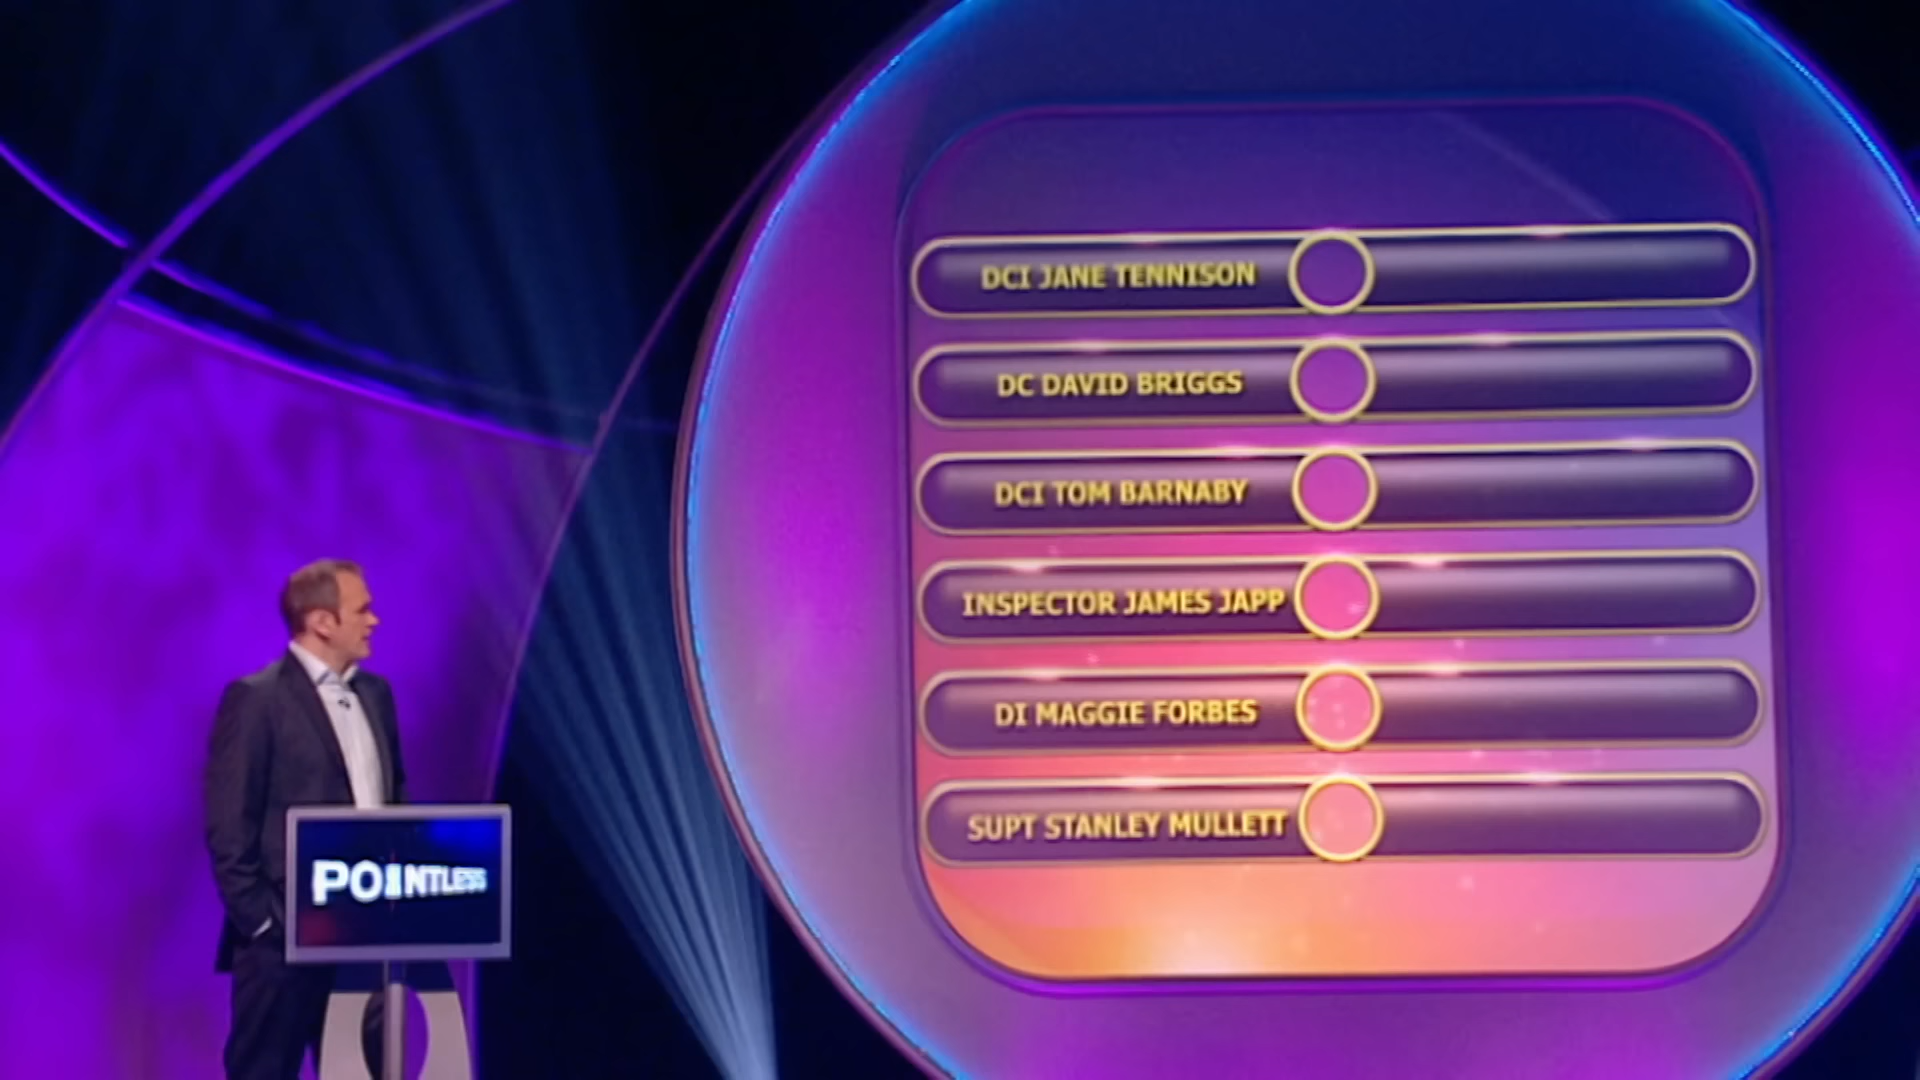 DCI JANE TENNISON
DC DAVID BRIGGS
DCI TOM BARNABY
INSPECTOR JAMES JAPP
DI MAGGIE FORBES
SUPT STANLEY MULLETT
POINTLESS